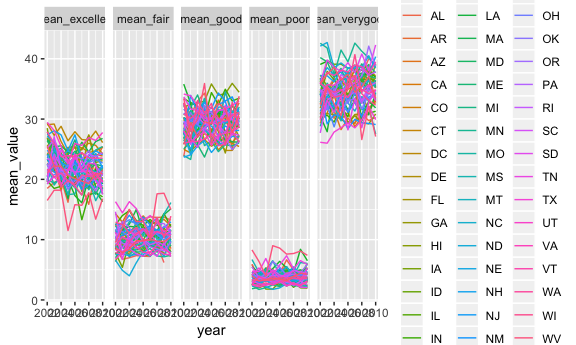 ean_excelle mean_fair mean_good mean_poor ean_verygoo
mean_value
40
30
20
10
0
year
AL LA OH
AR MA OK
AZ MD OR
CA ME PA
CO MI RI
CT MN SC
DC MO SD
DE MS TN
FL MT TX
GA NC UT
HI ND VA
IA NE VT
ID NH WA
IL NJ WI
IN NM WV